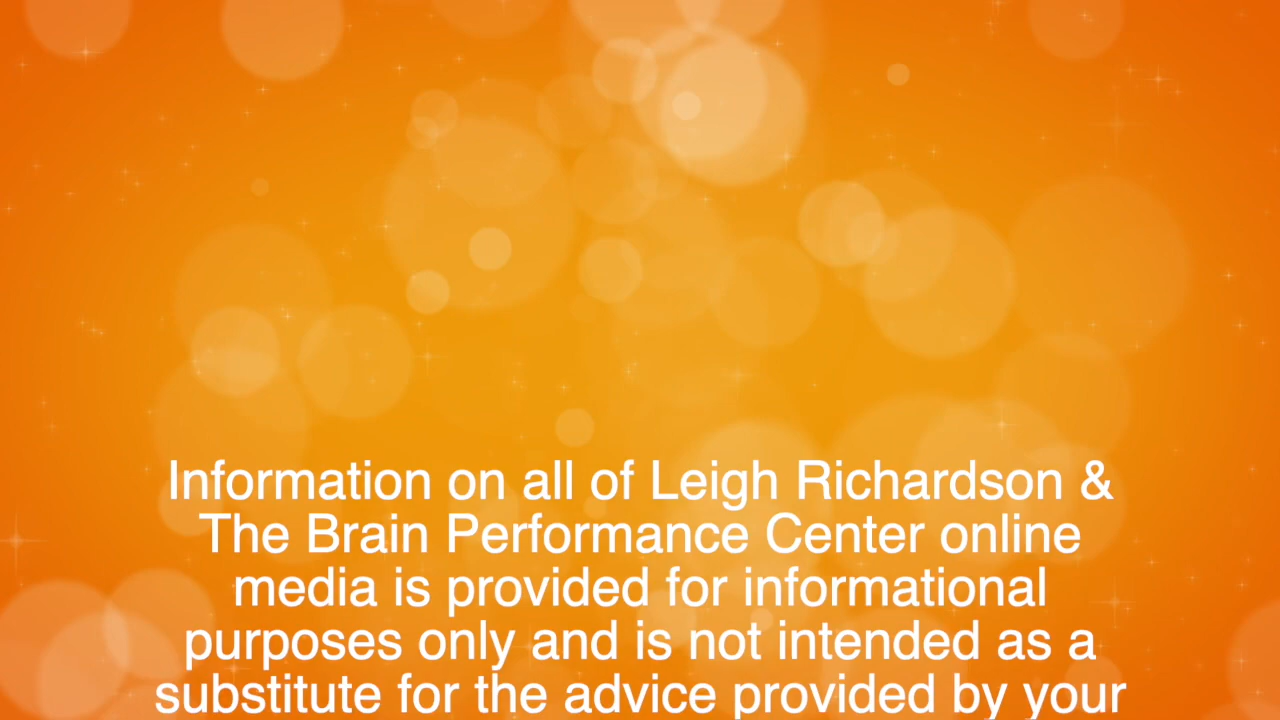 Information on all of Leigh Richardson &
The Brain Performance Center online
media is provided for informational
purposes only and is not intended as a
substitute for the advice provided by your